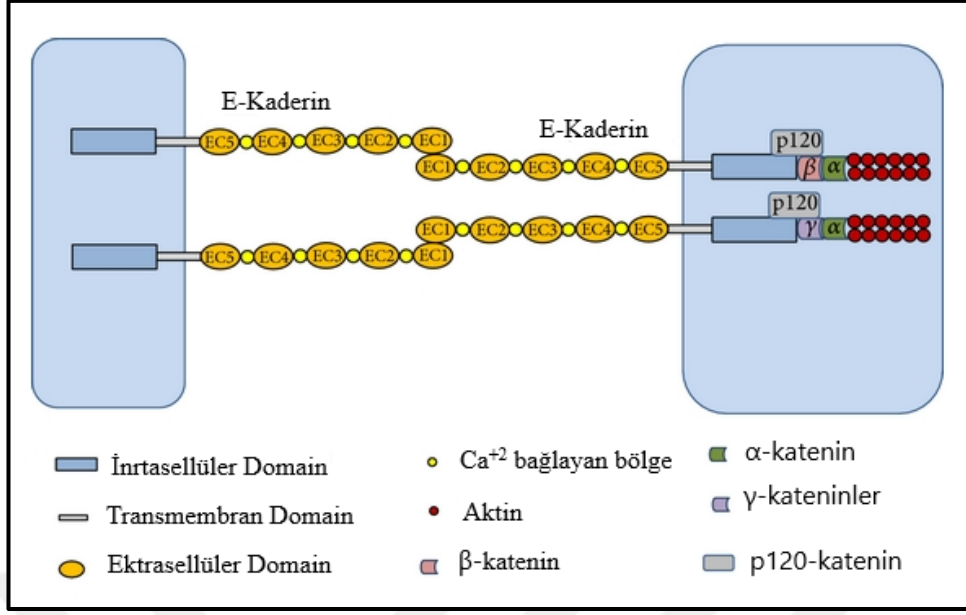 E-Kaderin
E-Kaderin
EC5 EC4 EC3 EC2 EC1
p120
EC1 EC2 EC3 EC4 EC5
β α
p120
EC1 EC2 EC3 EC4 EC5
γ α
EC5 EC4 EC3 EC2 EC1
İnrtasellüler Domain
Transmembran Domain
Ektrasellüler Domain
Ca+2 bağlayan bölge
Aktin
β-katenin
α-katenin
γ-kateninler
p120-katenin